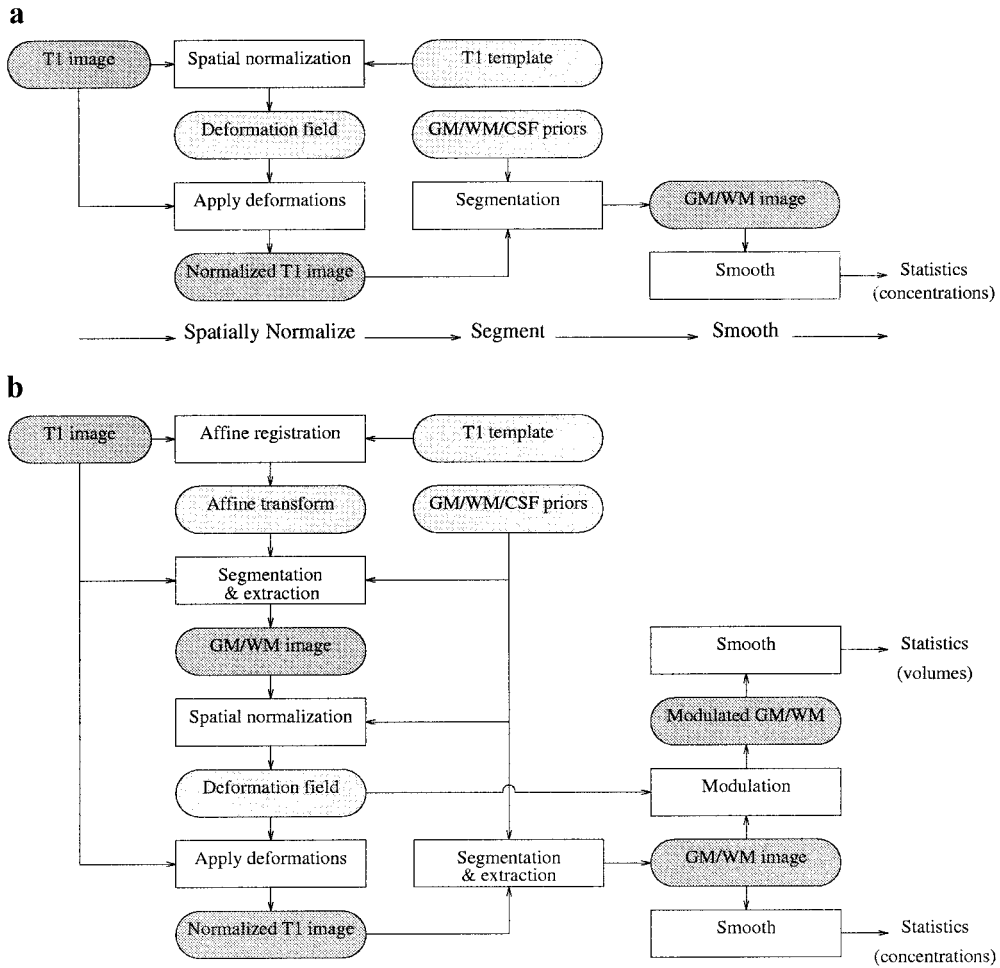 a
T1 image
Spatial normalization
T1 template
Deformation field
GM/WM/CSF priors
Apply deformations
Segmentation
GM/WM image
Normalized T1 image
Smooth
Statistics
(concentrations)
Spatially Normalize
Segment
Smooth
b
T1 image
Affine registration
T1 template
Affine transform
GM/WM/CSF priors
Segmentation
& extraction
GM/WM image
Smooth
Statistics
(volumes)
Spatial normalization
Modulated GM/WM
Deformation field
Modulation
Apply deformations
Segmentation
& extraction
GM/WM image
Normalized T1 image
Smooth
Statistics
(concentrations)